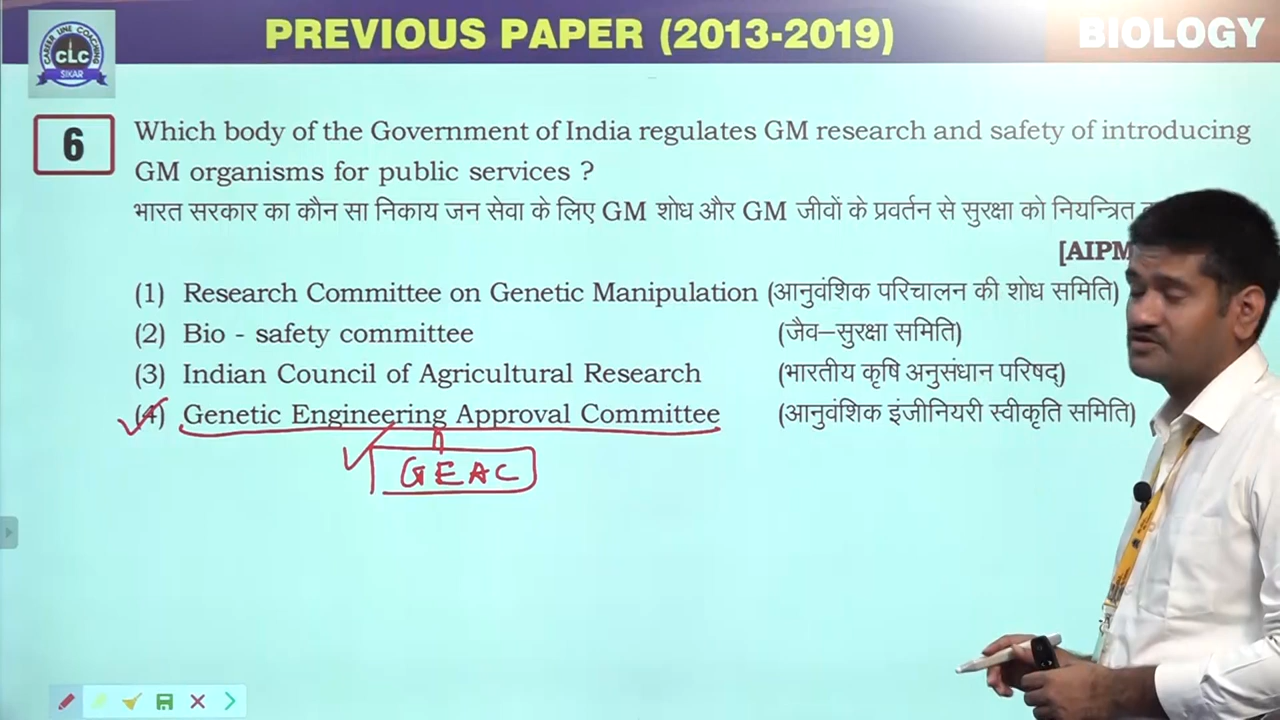 CAREER LINE COACHING
CLC
SIKAR
PREVIOUS PAPER (2013-2019)
BIOLOGY
6
Which body of the Government of India regulates GM research and safety of introducing
GM organisms for public services ?
भारत सरकार का कौन सा निकाय जन सेवा के लिए GM शोध और GM जीवों के प्रवर्तन से सुरक्षा को नियन्त्रित
[AIPM
(1) Research Committee on Genetic Manipulation (आनुवंशिक परिचालन की शोध समिति)
(2) Bio - safety committee (जैव–सुरक्षा समिति)
(3) Indian Council of Agricultural Research (भारतीय कृषि अनुसंधान परिषद्)
(4) Genetic Engineering Approval Committee (आनुवंशिक इंजीनियरी स्वीकृति समिति)
GEAC